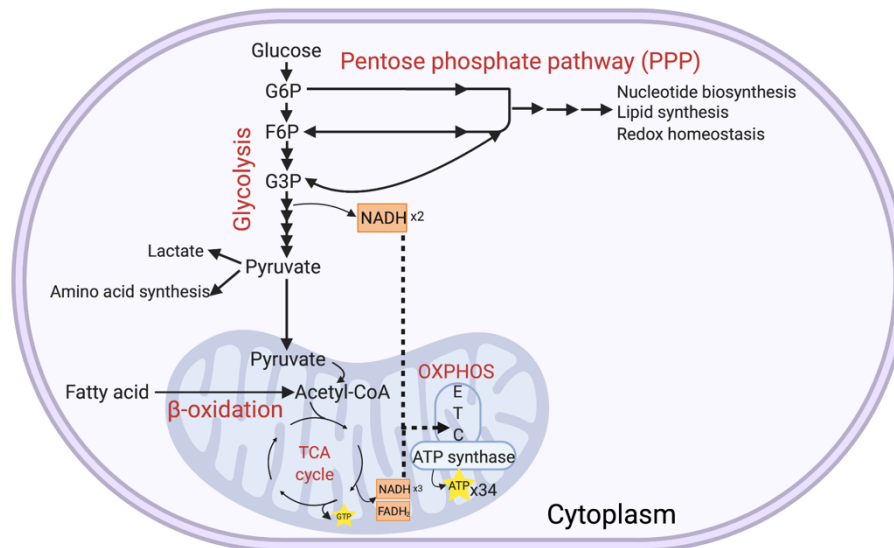 Glucose
Pentose phosphate pathway (PPP)
G6P
Nucleotide biosynthesis
Lipid synthesis
Redox homeostasis
F6P
Glycolysis
G3P
NADH x2
Lactate
Pyruvate
Amino acid synthesis
Pyruvate
OXPHOS
Fatty acid
Acetyl-CoA
β-oxidation
E
T
C
TCA
cycle
ATP synthase
NADH x3
ATP x34
FADH₂
GTP
Cytoplasm